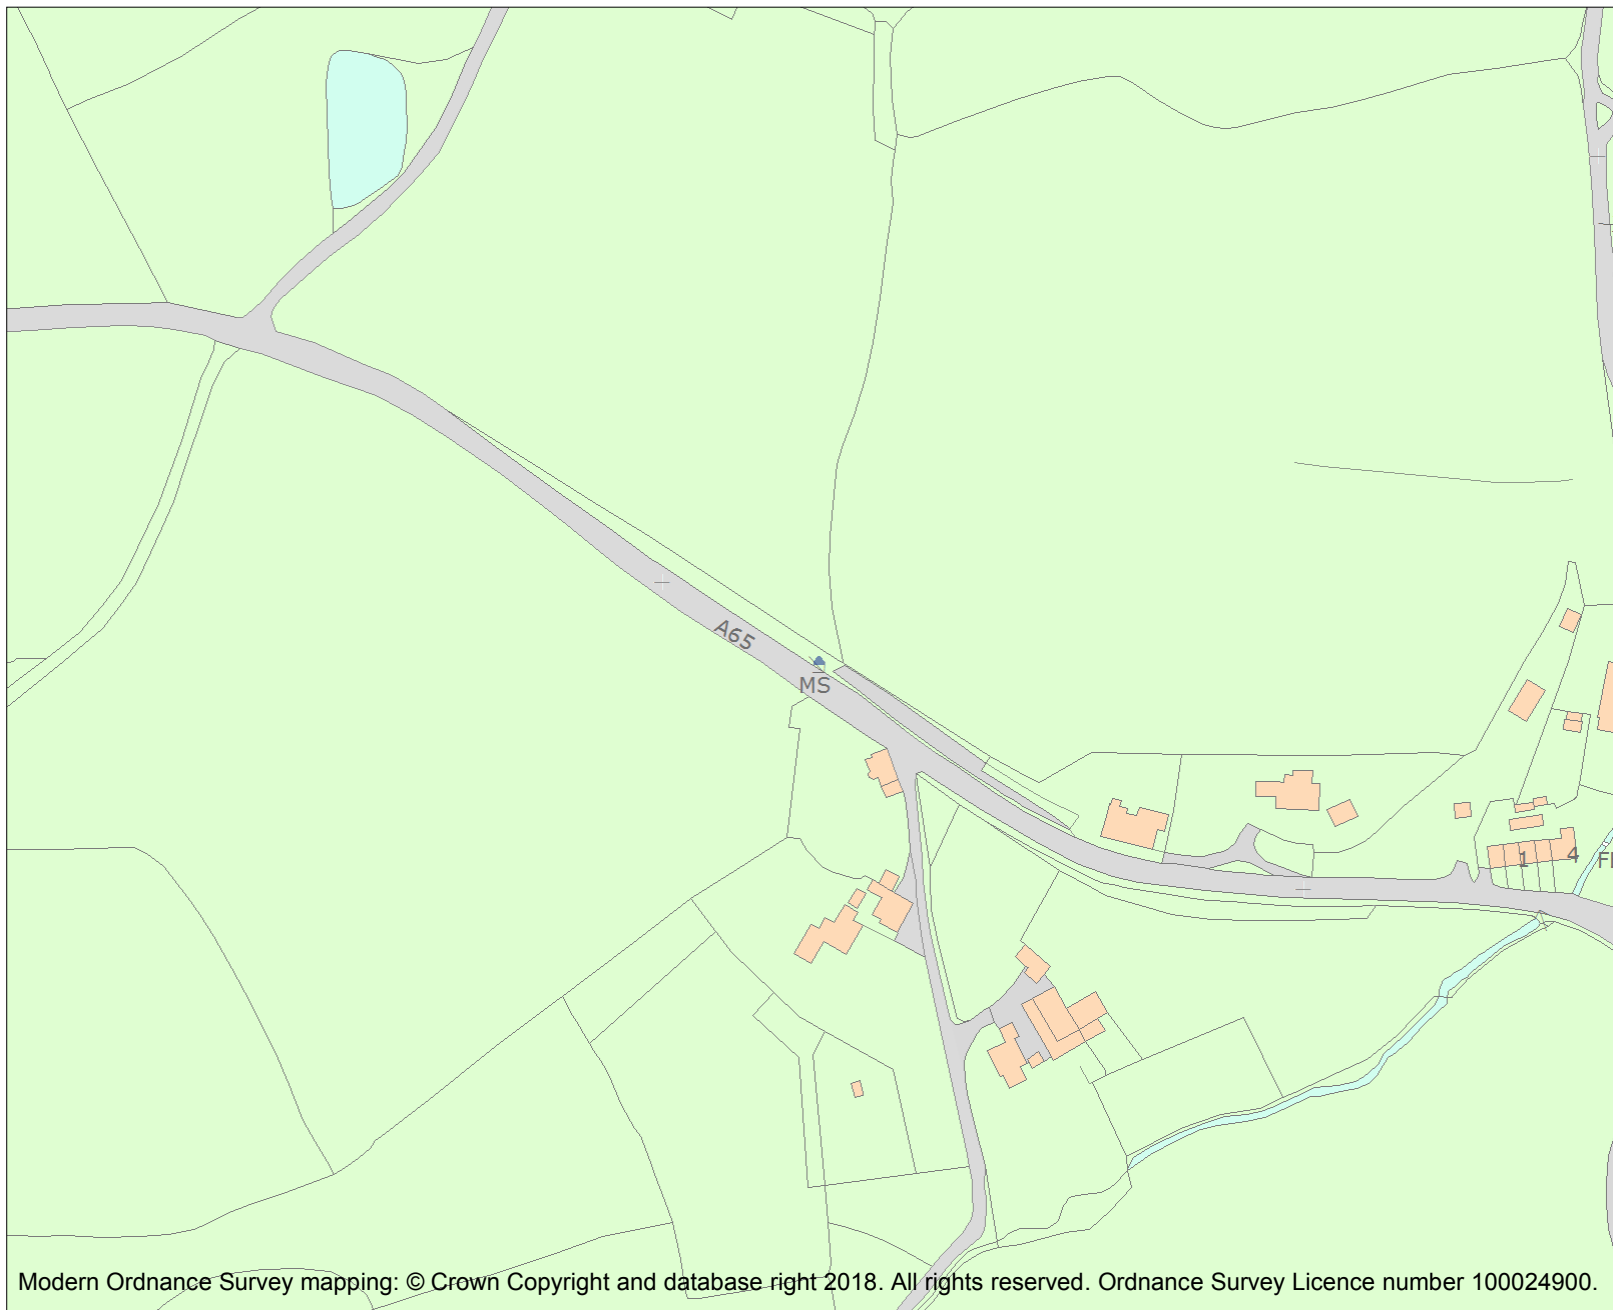 A65
MS
1
4
Modern Ordnance Survey mapping: © Crown Copyright and database right 2018. All rights reserved. Ordnance Survey Licence number 100024900.